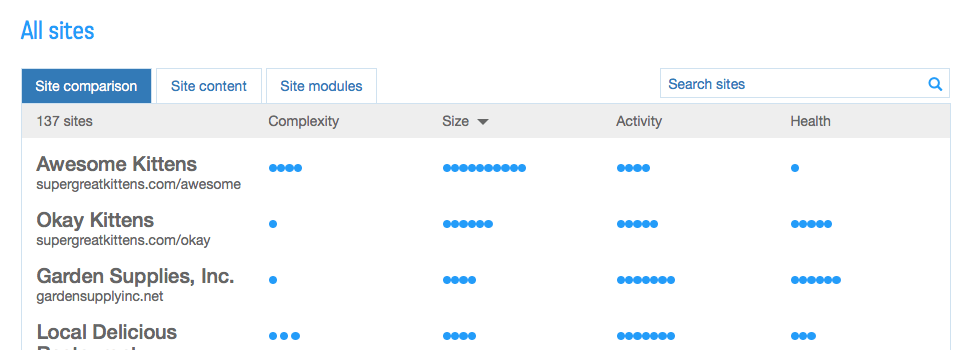 All sites
Site comparison Site content Site modules Search sites
137 sites Complexity Size Activity Health
Awesome Kittens
supergreatkittens.com/awesome
Okay Kittens
supergreatkittens.com/okay
Garden Supplies, Inc.
gardensupplyinc.net
Local Delicious